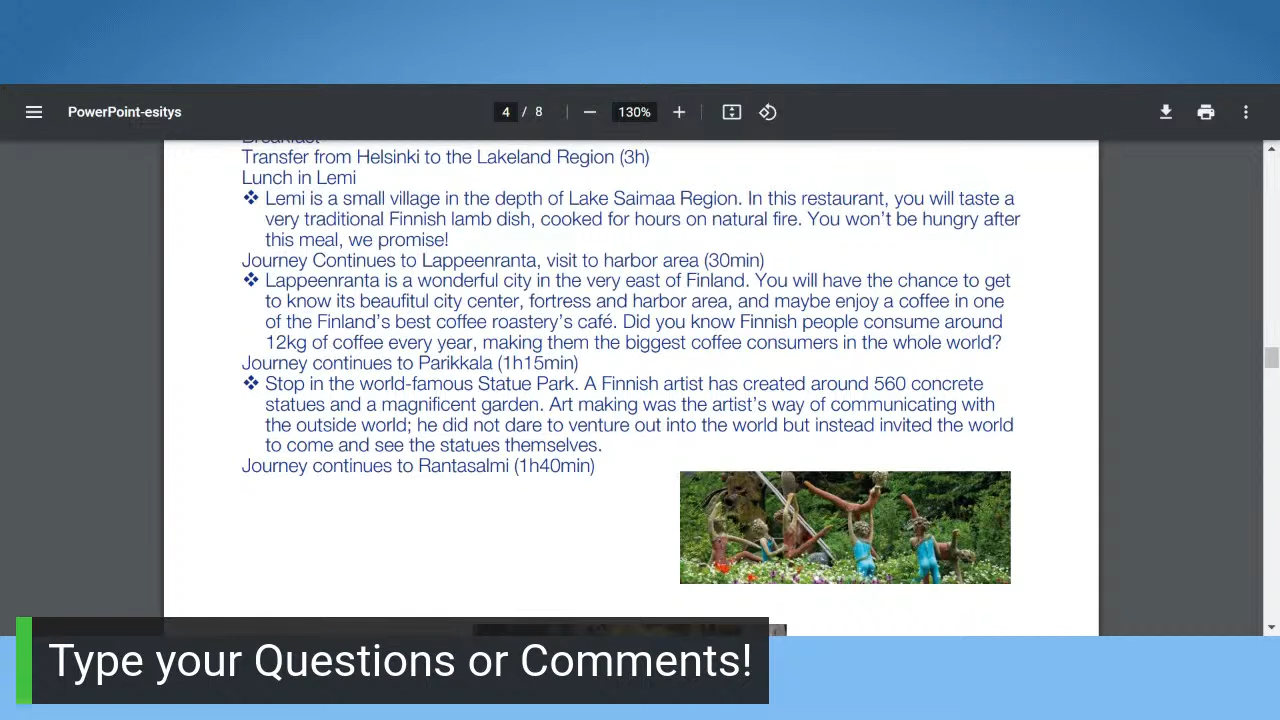 PowerPoint-esitys
4 / 8
130%
Breakfast
Transfer from Helsinki to the Lakeland Region (3h)
Lunch in Lemi
❖ Lemi is a small village in the depth of Lake Saimaa Region. In this restaurant, you will taste a
very traditional Finnish lamb dish, cooked for hours on natural fire. You won't be hungry after
this meal, we promise!
Journey Continues to Lappeenranta, visit to harbor area (30min)
❖ Lappeenranta is a wonderful city in the very east of Finland. You will have the chance to get
to know its beaufitul city center, fortress and harbor area, and maybe enjoy a coffee in one
of the Finland's best coffee roastery's café. Did you know Finnish people consume around
12kg of coffee every year, making them the biggest coffee consumers in the whole world?
Journey continues to Parikkala (1h15min)
❖ Stop in the world-famous Statue Park. A Finnish artist has created around 560 concrete
statues and a magnificent garden. Art making was the artist's way of communicating with
the outside world; he did not dare to venture out into the world but instead invited the world
to come and see the statues themselves.
Journey continues to Rantasalmi (1h40min)
Type your Questions or Comments!